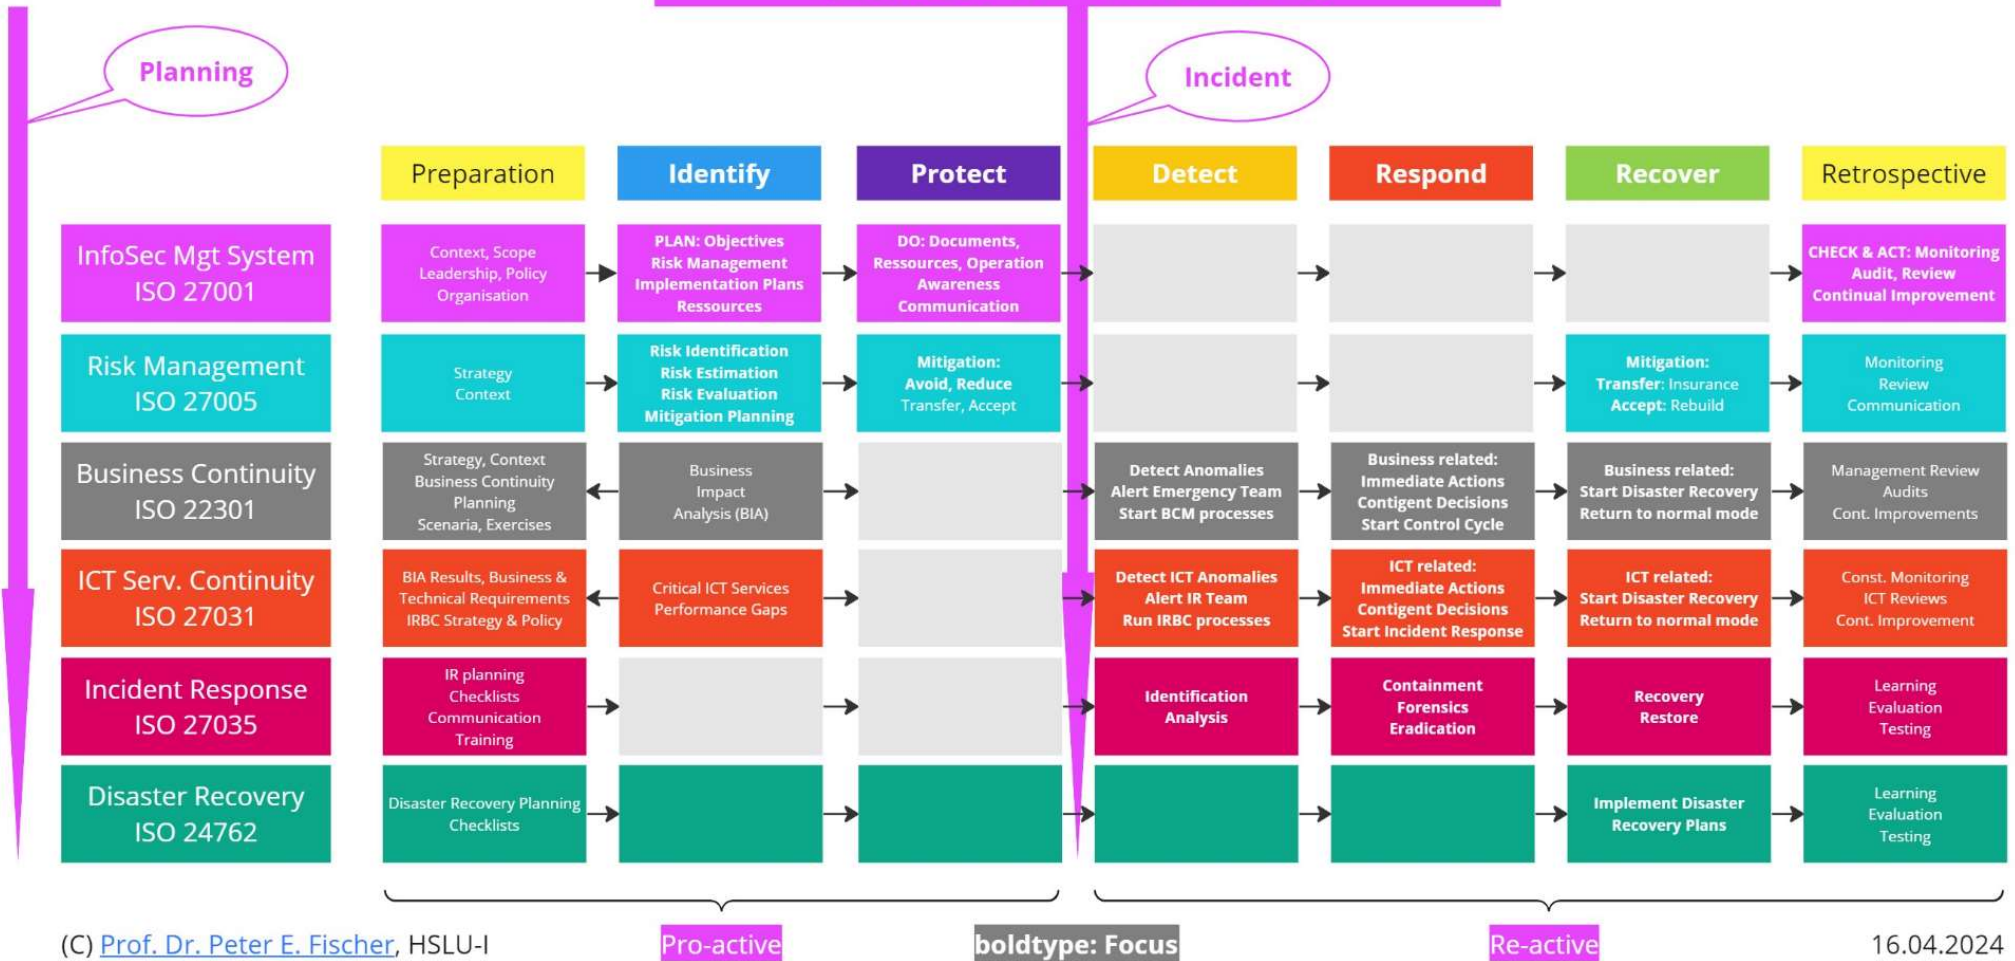 Planning
Incident
Preparation
Identify
Protect
Detect
Respond
Recover
Retrospective
InfoSec Mgt System
ISO 27001
Context, Scope
Leadership, Policy
Organisation
PLAN: Objectives
Risk Management
Implementation Plans
Ressources
DO: Documents,
Ressources, Operation
Awareness
Communication
CHECK & ACT: Monitoring
Audit, Review
Continual Improvement
Risk Management
ISO 27005
Strategy
Context
Risk Identification
Risk Estimation
Risk Evaluation
Mitigation Planning
Mitigation:
Avoid, Reduce
Transfer, Accept
Mitigation:
Transfer: Insurance
Accept: Rebuild
Monitoring
Review
Communication
Business Continuity
ISO 22301
Strategy, Context
Business Continuity
Planning
Scenaria, Exercises
Business
Impact
Analysis (BIA)
Detect Anomalies
Alert Emergency Team
Start BCM processes
Business related:
Immediate Actions
Contigent Decisions
Start Control Cycle
Business related:
Start Disaster Recovery
Return to normal mode
Management Review
Audits
Cont. Improvements
ICT Serv. Continuity
ISO 27031
BIA Results, Business &
Technical Requirements
IRBC Strategy & Policy
Critical ICT Services
Performance Gaps
Detect ICT Anomalies
Alert IR Team
Run IRBC processes
ICT related:
Immediate Actions
Contigent Decisions
Start Incident Response
ICT related:
Start Disaster Recovery
Return to normal mode
Const. Monitoring
ICT Reviews
Cont. Improvement
Incident Response
ISO 27035
IR planning
Checklists
Communication
Training
Identification
Analysis
Containment
Forensics
Eradication
Recovery
Restore
Learning
Evaluation
Testing
Disaster Recovery
ISO 24762
Disaster Recovery Planning
Checklists
Implement Disaster
Recovery Plans
Learning
Evaluation
Testing
(C) Prof. Dr. Peter E. Fischer, HSLU-I
Pro-active
boldtype: Focus
Re-active
16.04.2024